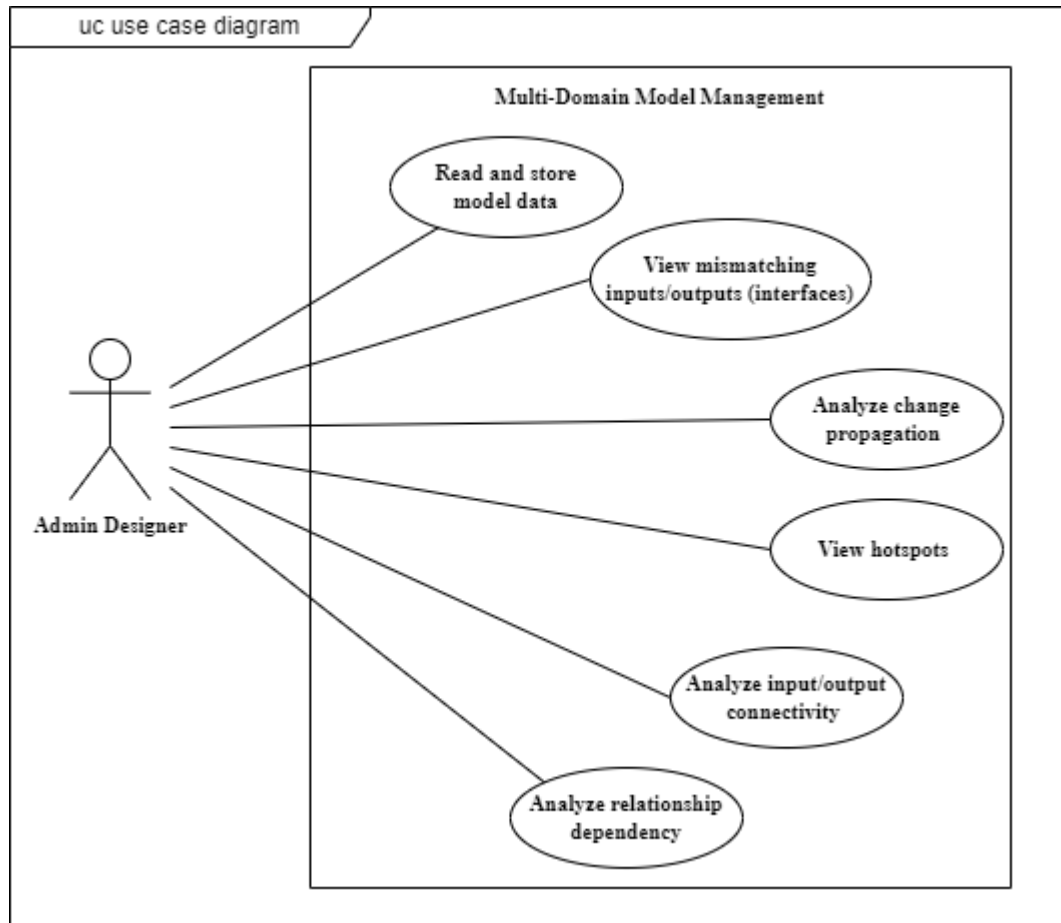 uc use case diagram
Multi-Domain Model Management
Read and store
model data
View mismatching
inputs/outputs (interfaces)
Analyze change
propagation
Admin Designer
View hotspots
Analyze input/output
connectivity
Analyze relationship
dependency